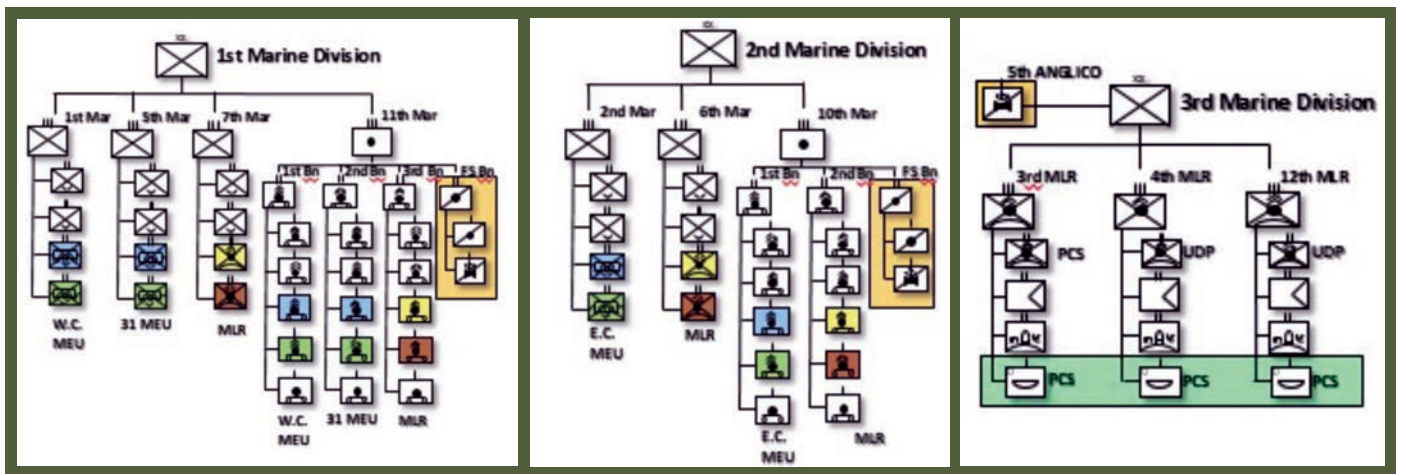 XX
1st Marine Division
1st Mar
5th Mar
7th Mar
11th Mar
1st Bn
2nd Bn
3rd Bn
FS Bn
W.C.
MEU
31 MEU
MLR
W.C.
MEU
31 MEU
MLR
XX
2nd Marine Division
2nd Mar
6th Mar
10th Mar
1st Bn
2nd Bn
FS Bn
E.C.
MEU
MLR
E.C.
MEU
MLR
5th ANGLICO
XX
3rd Marine Division
3rd MLR
4th MLR
12th MLR
PCS
UDP
UDP
PCS
PCS
PCS